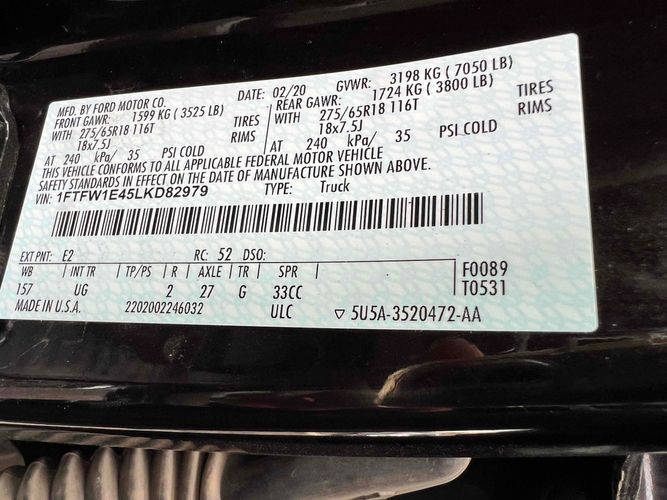 MFD. BY FORD MOTOR CO. DATE: 02/20 GVWR: 3198 KG ( 7050 LB)
FRONT GAWR: 1599 KG ( 3525 LB) REAR GAWR: 1724 KG ( 3800 LB)
WITH 275/65R18 116T TIRES WITH 275/65R18 116T TIRES
18x7.5J RIMS 18x7.5J RIMS
AT 240 kPa/ 35 PSI COLD AT 240 kPa/ 35 PSI COLD
THIS VEHICLE CONFORMS TO ALL APPLICABLE FEDERAL MOTOR VEHICLE
SAFETY STANDARDS IN EFFECT ON THE DATE OF MANUFACTURE SHOWN ABOVE.
VIN: 1FTFW1E45LKD82979 TYPE: Truck
EXT PNT: E2 RC: 52 DSO:
WB INT TR TP/PS R AXLE TR SPR F0089
157 UG 2 27 G 33CC T0531
MADE IN U.S.A. 2202002246032 ULC ▽ 5U5A-3520472-AA